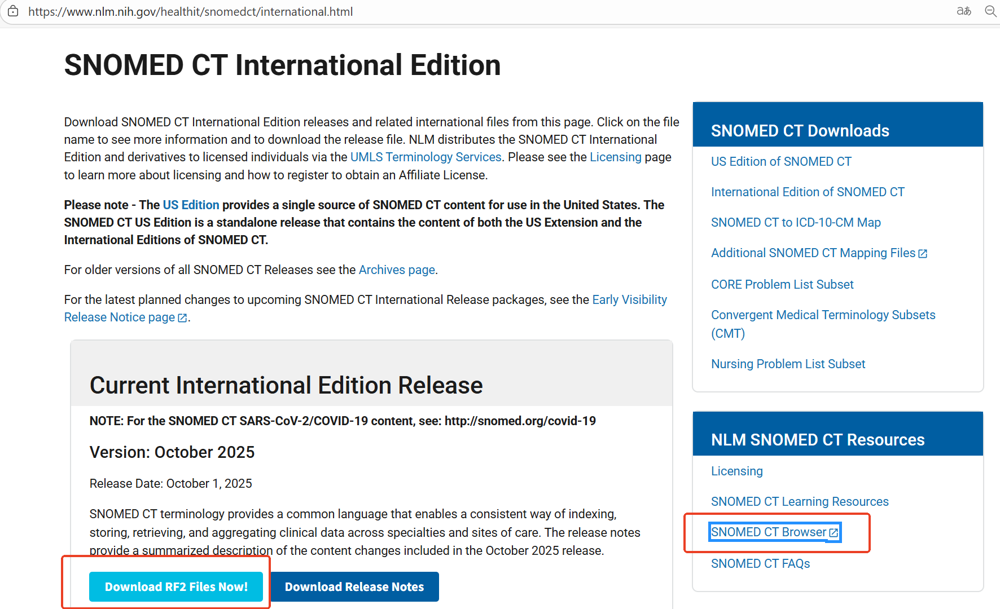 https://www.nlm.nih.gov/healthit/snomedct/international.html
aあ
SNOMED CT International Edition
Download SNOMED CT International Edition releases and related international files from this page. Click on the file
name to see more information and to download the release file. NLM distributes the SNOMED CT International
Edition and derivatives to licensed individuals via the UMLS Terminology Services. Please see the Licensing page
to learn more about licensing and how to register to obtain an Affiliate License.
Please note - The US Edition provides a single source of SNOMED CT content for use in the United States. The
SNOMED CT US Edition is a standalone release that contains the content of both the US Extension and the
International Editions of SNOMED CT.
For older versions of all SNOMED CT Releases see the Archives page.
For the latest planned changes to upcoming SNOMED CT International Release packages, see the Early Visibility
Release Notice page.
Current International Edition Release
NOTE: For the SNOMED CT SARS-CoV-2/COVID-19 content, see: http://snomed.org/covid-19
Version: October 2025
Release Date: October 1, 2025
SNOMED CT terminology provides a common language that enables a consistent way of indexing,
storing, retrieving, and aggregating clinical data across specialties and sites of care. The release notes
provide a summarized description of the content changes included in the October 2025 release.
Download RF2 Files Now!
Download Release Notes
SNOMED CT Downloads
US Edition of SNOMED CT
International Edition of SNOMED CT
SNOMED CT to ICD-10-CM Map
Additional SNOMED CT Mapping Files
CORE Problem List Subset
Convergent Medical Terminology Subsets
(CMT)
Nursing Problem List Subset
NLM SNOMED CT Resources
Licensing
SNOMED CT Learning Resources
SNOMED CT Browser
SNOMED CT FAQs